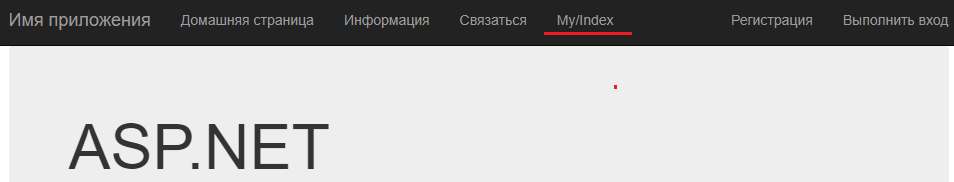 Имя приложения Домашняя страница Информация Связаться My/Index Регистрация Выполнить вход
ASP.NET